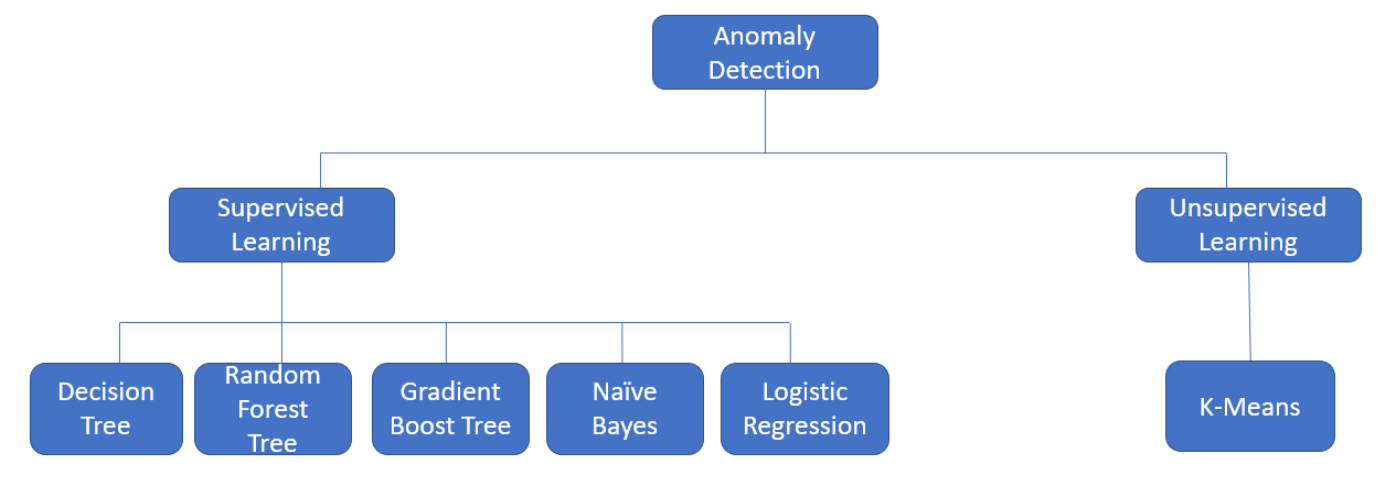 Anomaly
Detection
Supervised
Learning
Unsupervised
Learning
Decision
Tree
Random
Forest
Tree
Gradient
Boost Tree
Naïve
Bayes
Logistic
Regression
K-Means